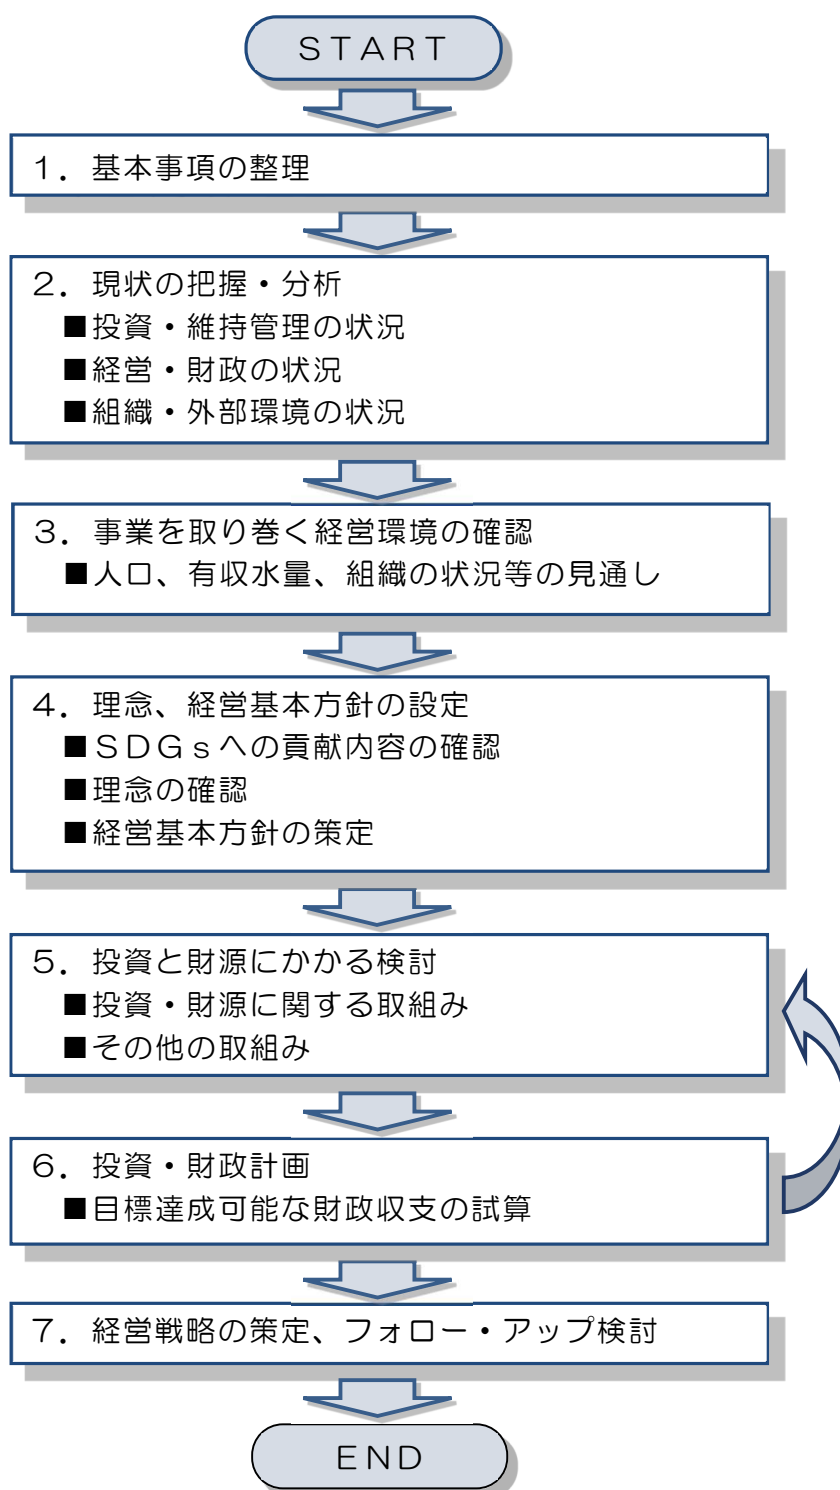 ＳＴＡＲＴ
１．基本事項の整理
２．現状の把握・分析
■投資・維持管理の状況
■経営・財政の状況
■組織・外部環境の状況
３．事業を取り巻く経営環境の確認
■人口、有収水量、組織の状況等の見通し
４．理念、経営基本方針の設定
■ＳＤＧｓへの貢献内容の確認
■理念の確認
■経営基本方針の策定
５．投資と財源にかかる検討
■投資・財源に関する取組み
■その他の取組み
６．投資・財政計画
■目標達成可能な財政収支の試算
７．経営戦略の策定、フォロー・アップ検討
ＥＮＤ